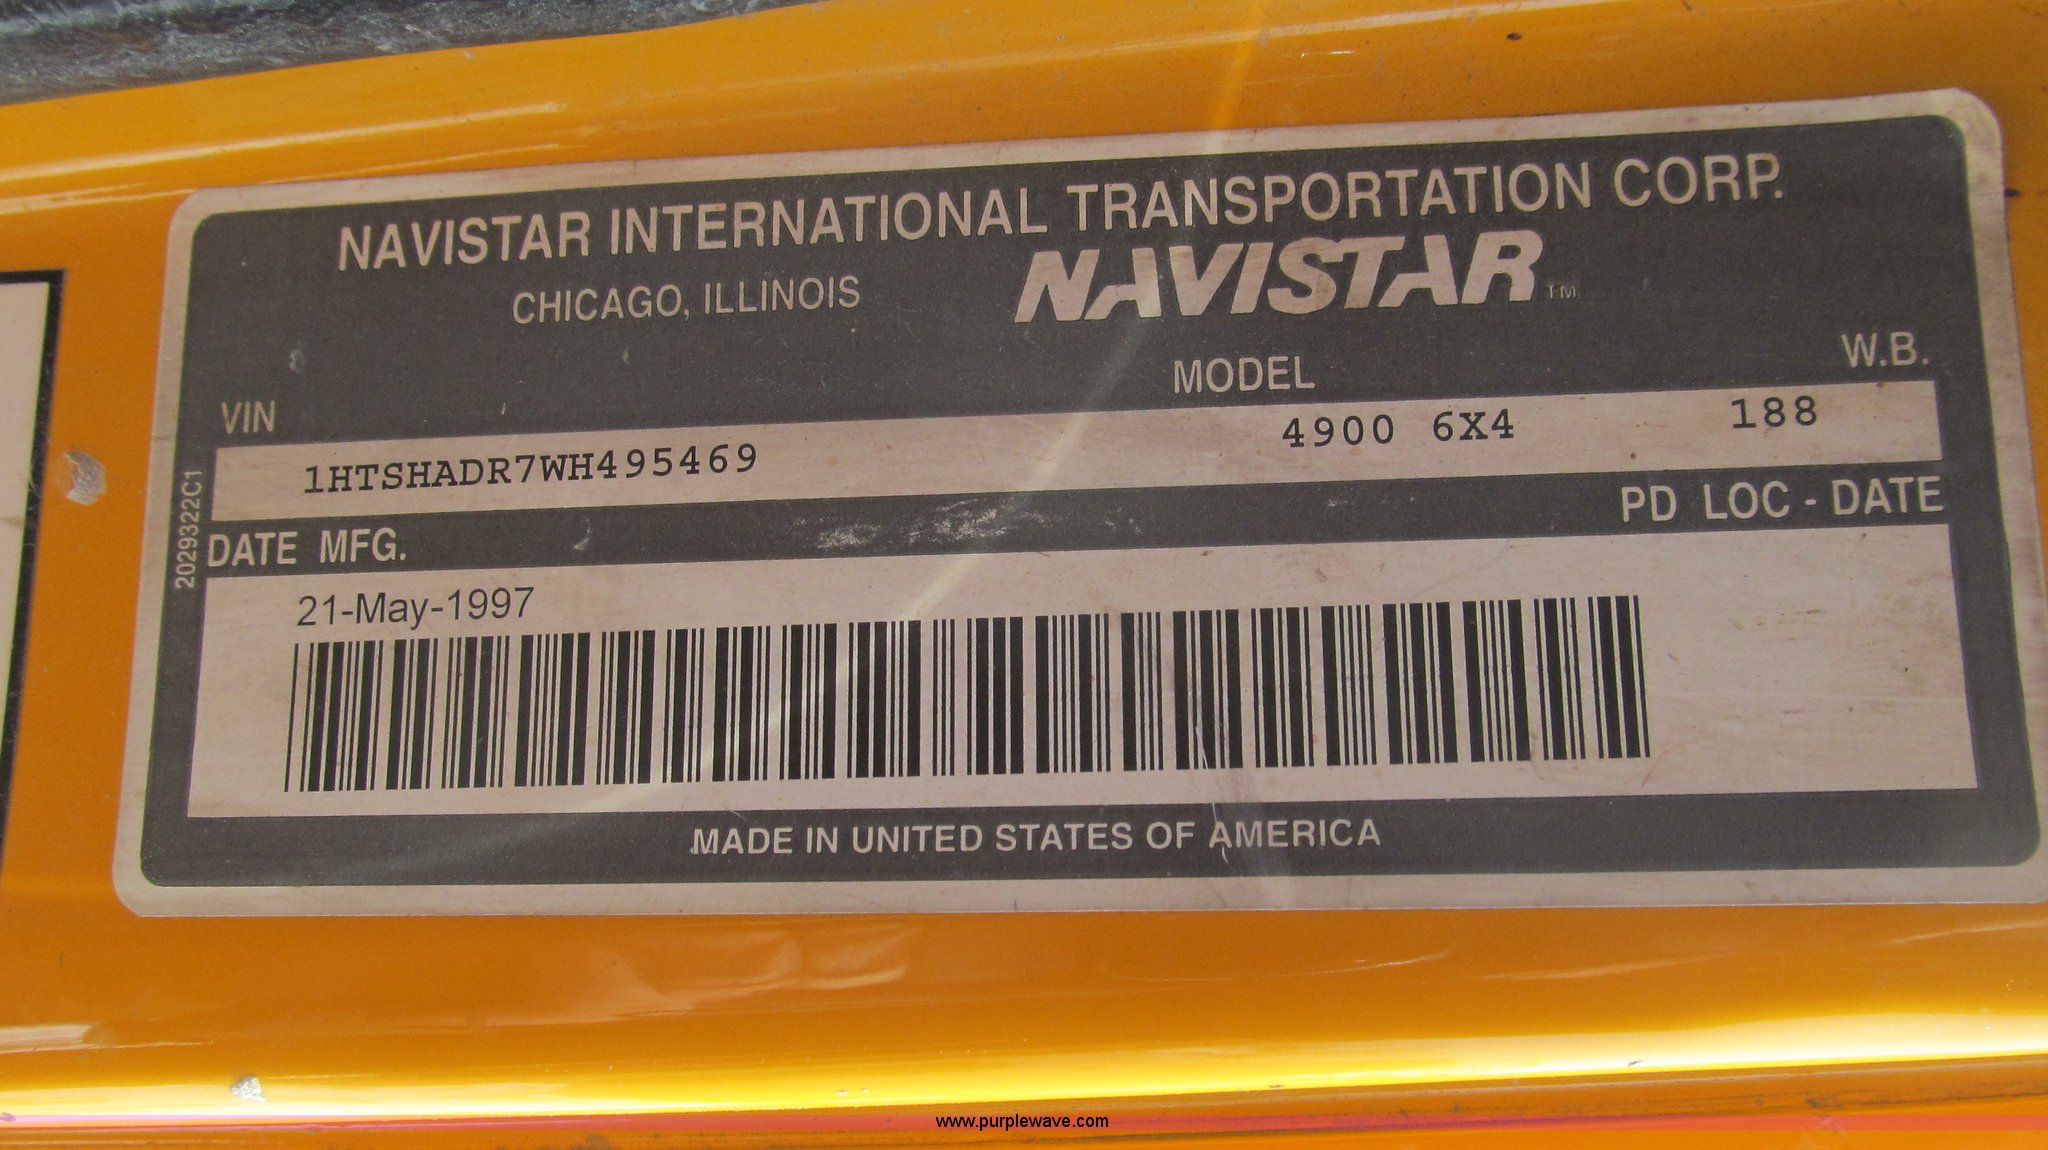 NAVISTAR INTERNATIONAL TRANSPORTATION CORP.
CHICAGO, ILLINOIS
NAVISTAR TM
VIN MODEL W.B.
1HTSHADR7WH495469 4900 6X4 188
2029322C1
DATE MFG. PD LOC - DATE
21-May-1997
MADE IN UNITED STATES OF AMERICA
www.purplewave.com